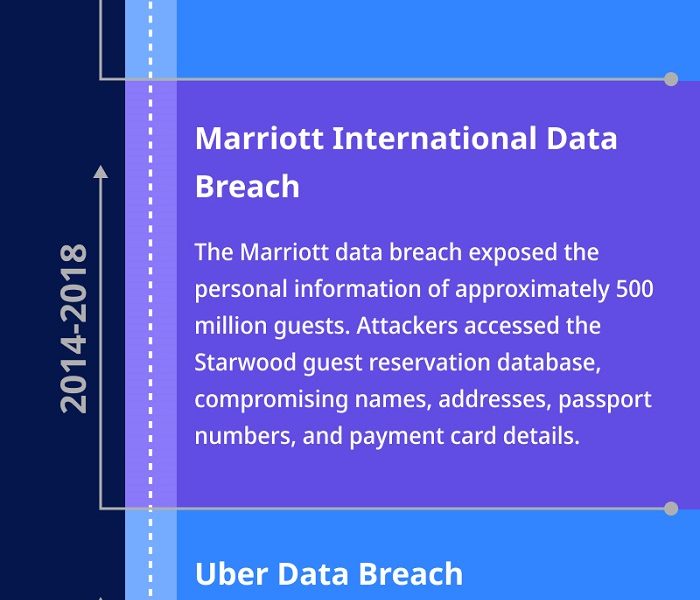 Marriott International Data
Breach
The Marriott data breach exposed the
personal information of approximately 500
million guests. Attackers accessed the
Starwood guest reservation database,
compromising names, addresses, passport
numbers, and payment card details.
2014-2018
Uber Data Breach